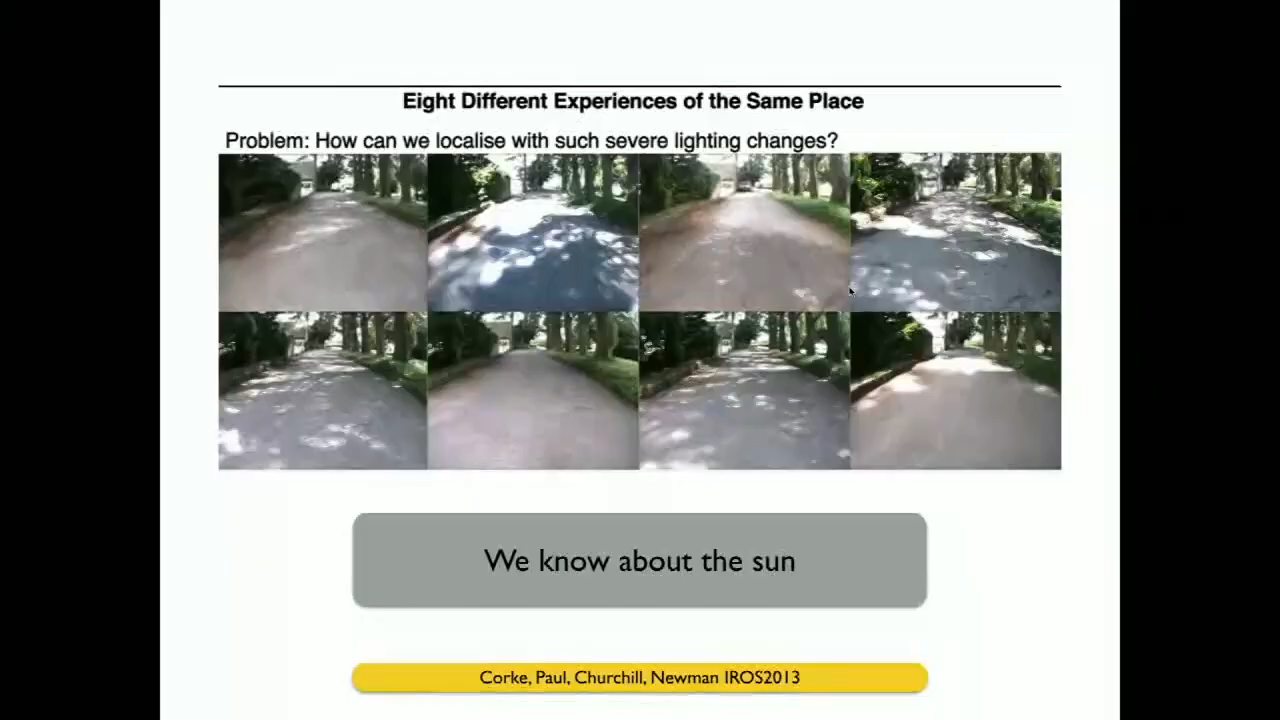 Eight Different Experiences of the Same Place
Problem: How can we localise with such severe lighting changes?
We know about the sun
Corke, Paul, Churchill, Newman IROS2013